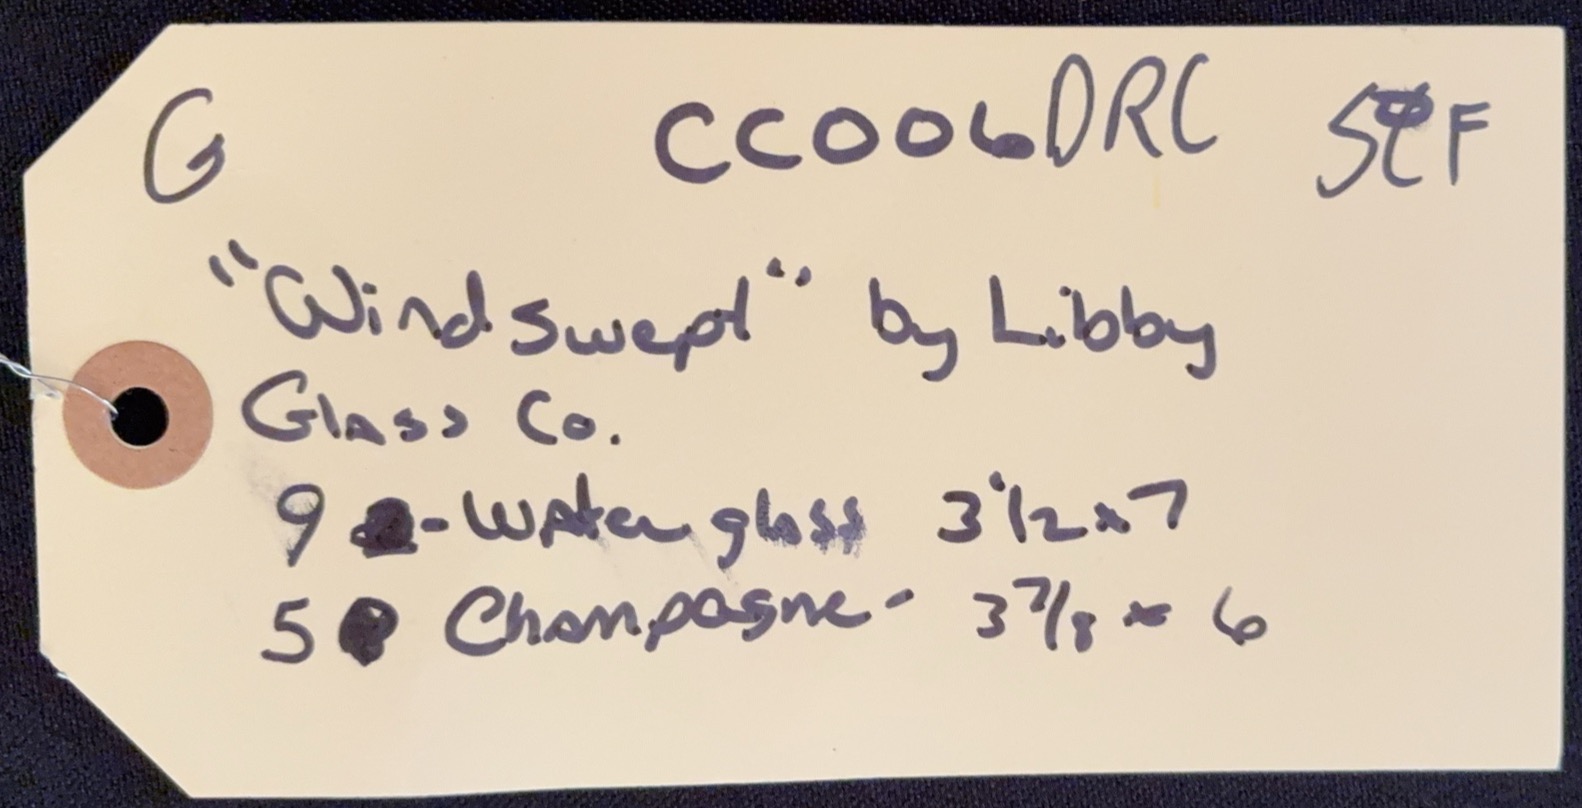 G CC006DRC F
"Windswept" by Libby
Glass Co.
9 - Water glass 3 1/2 x 7
5 Champagne - 3 7/8 x 6